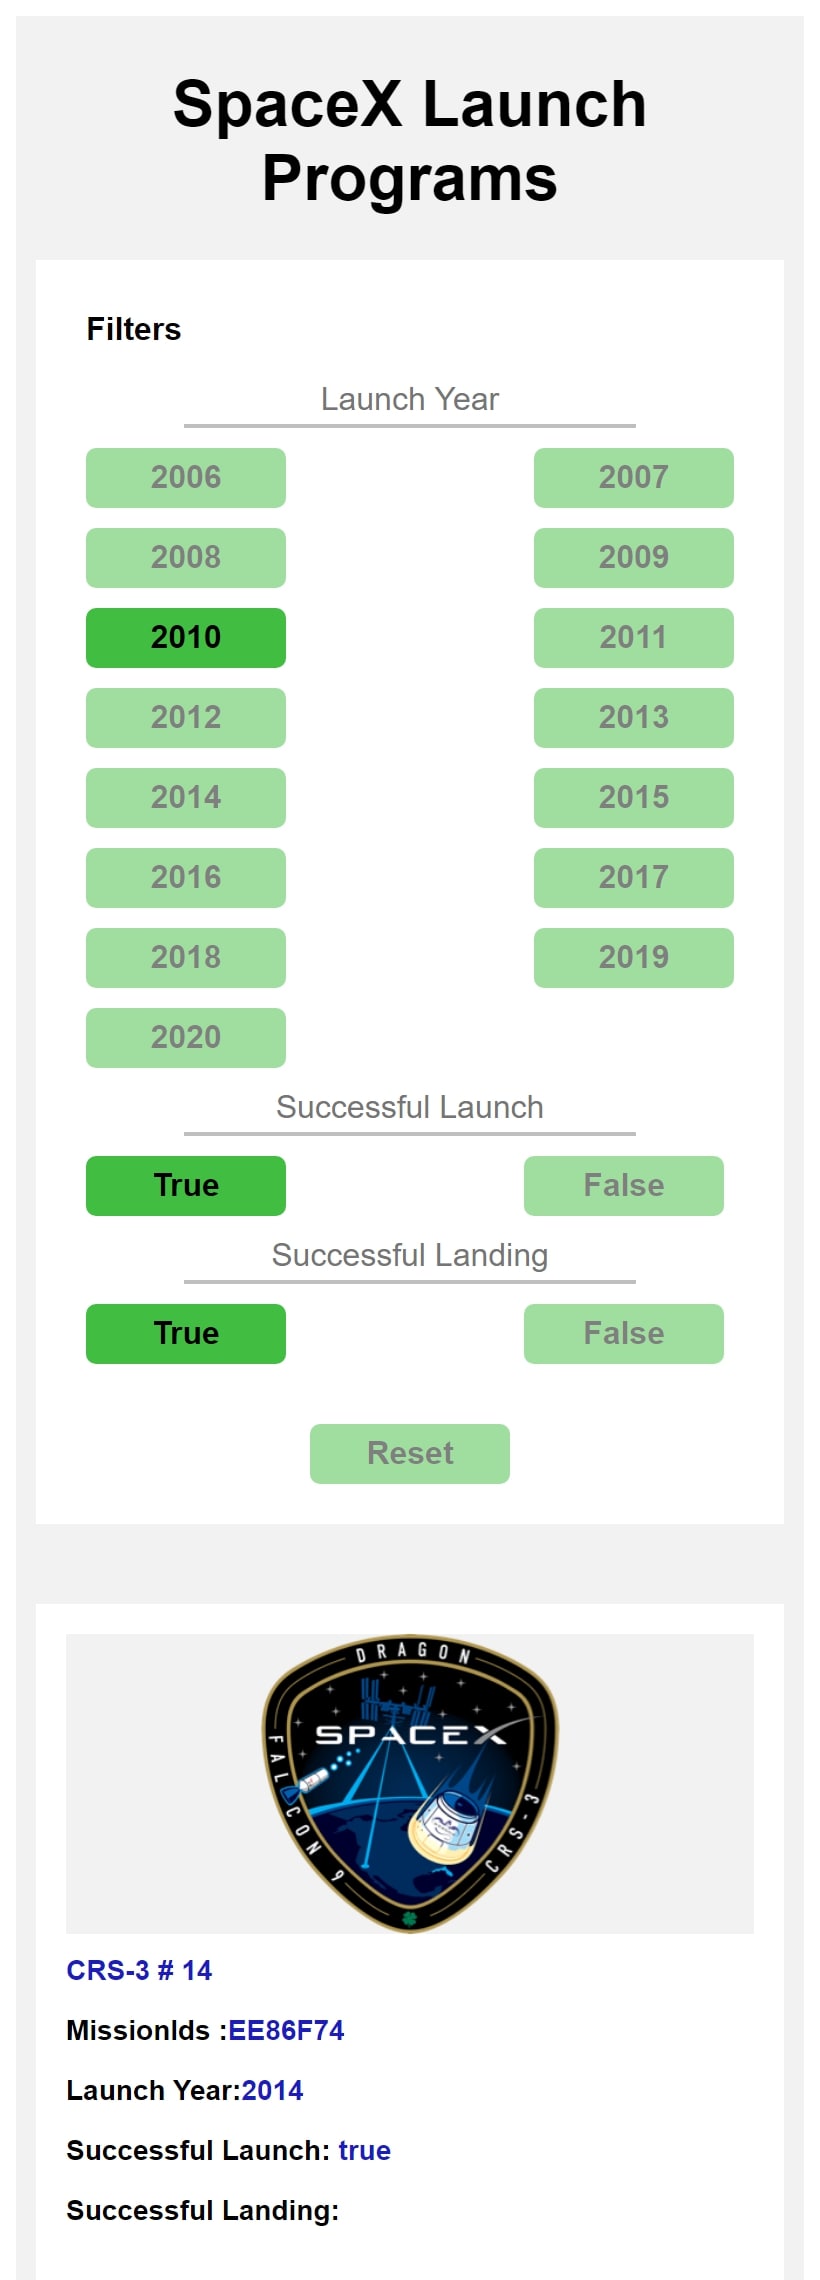 SpaceX Launch
Programs
Filters
Launch Year
2006 2007
2008 2009
2010 2011
2012 2013
2014 2015
2016 2017
2018 2019
2020
Successful Launch
True False
Successful Landing
True False
Reset
DRAGON
SPACEX
FALCON 9
CRS-3
CRS-3 # 14
MissionIds :EE86F74
Launch Year:2014
Successful Launch: true
Successful Landing: